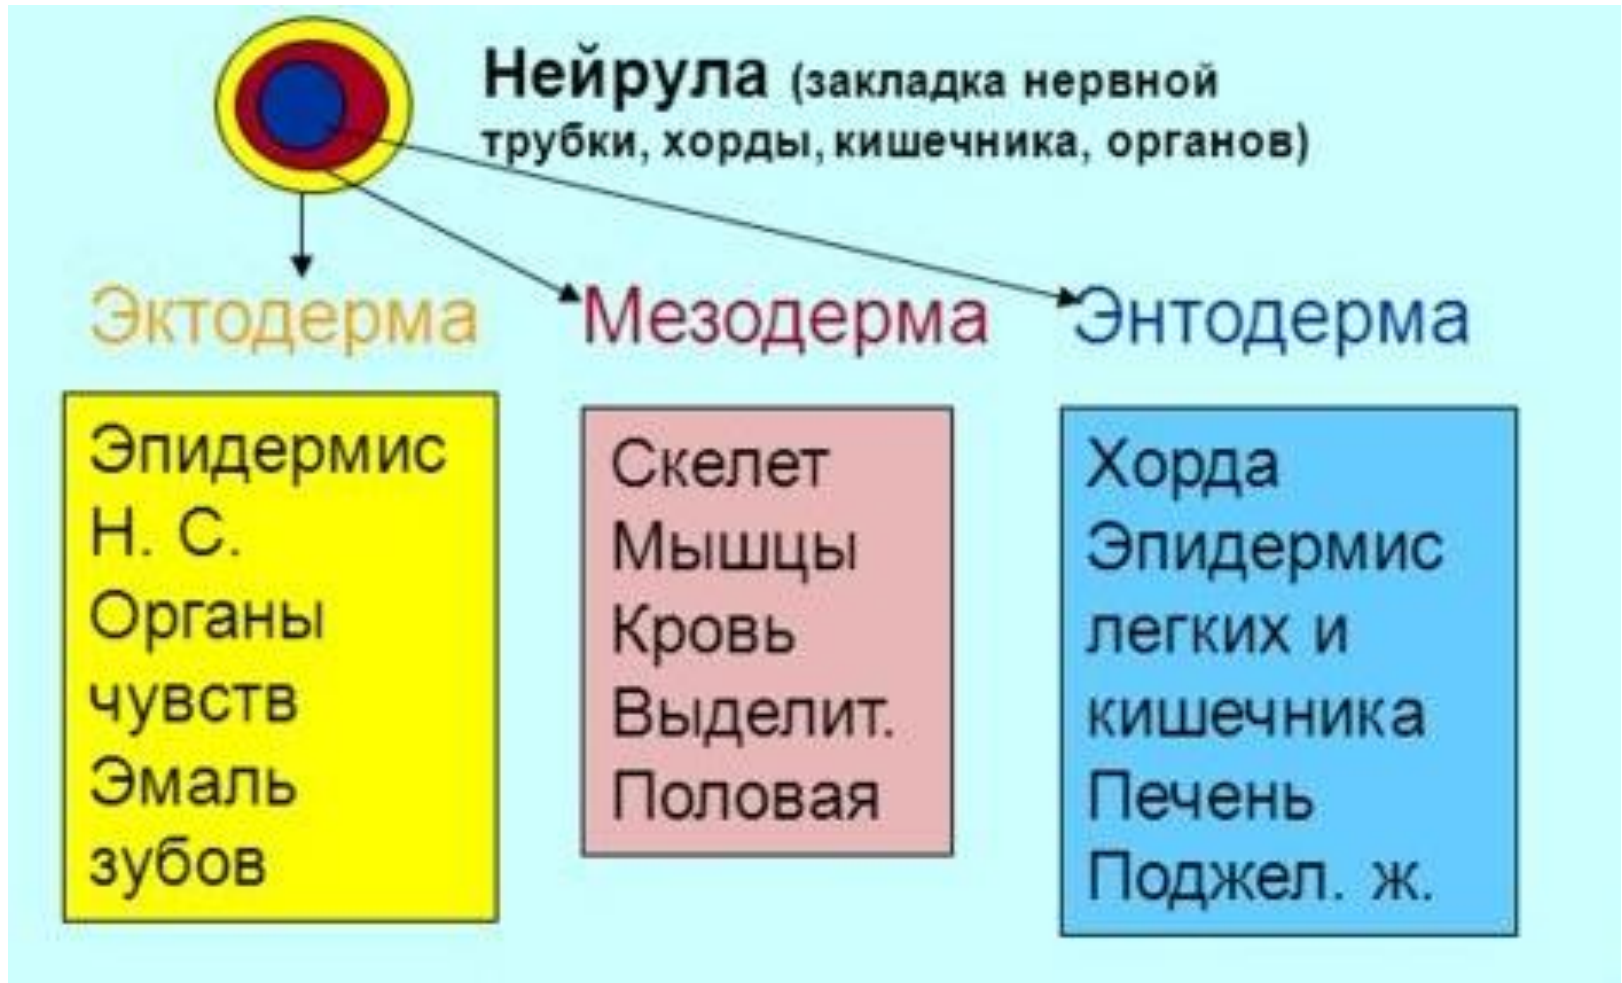 Нейрула (закладка нервной
трубки, хорды, кишечника, органов)
Эктодерма
Мезодерма
Энтодерма
Эпидермис
Н. С.
Органы
чувств
Эмаль
зубов
Скелет
Мышцы
Кровь
Выделит.
Половая
Хорда
Эпидермис
легких и
кишечника
Печень
Поджел. ж.